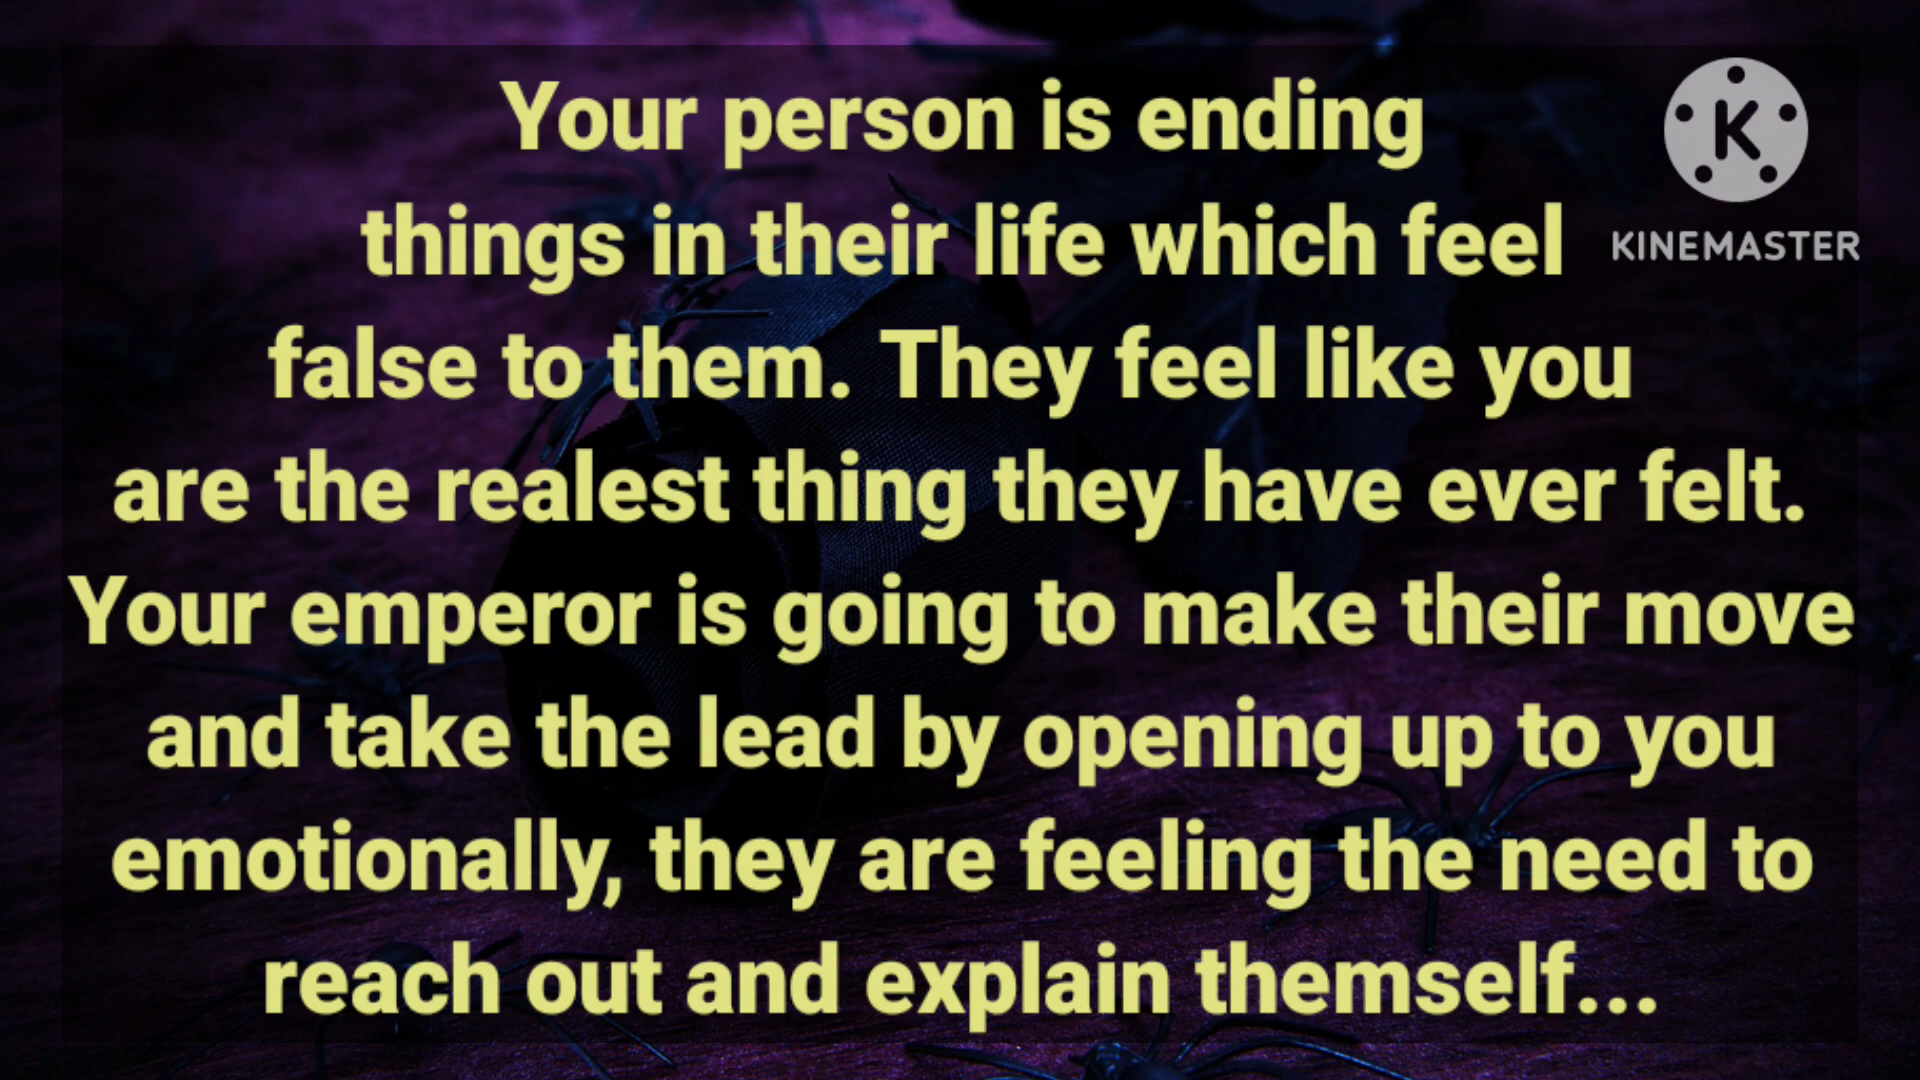 Your person is ending
things in their life which feel
false to them. They feel like you
are the realest thing they have ever felt.
Your emperor is going to make their move
and take the lead by opening up to you
emotionally, they are feeling the need to
reach out and explain themself...
K
KINEMASTER